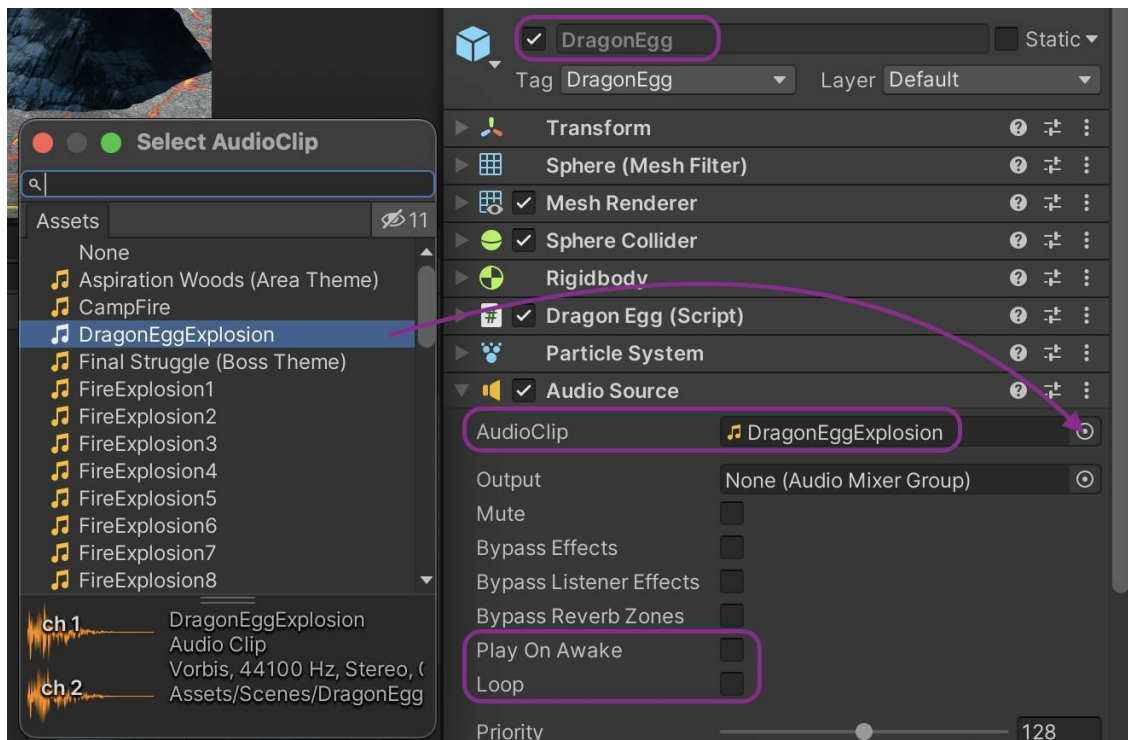 DragonEgg
Static
Tag DragonEgg Layer Default
Select AudioClip
Assets 11
None
Aspiration Woods (Area Theme)
CampFire
DragonEggExplosion
Final Struggle (Boss Theme)
FireExplosion1
FireExplosion2
FireExplosion3
FireExplosion4
FireExplosion5
FireExplosion6
FireExplosion7
FireExplosion8
ch 1
ch 2
DragonEggExplosion
Audio Clip
Vorbis, 44100 Hz, Stereo, (
Assets/Scenes/DragonEgg
Transform
Sphere (Mesh Filter)
Mesh Renderer
Sphere Collider
Rigidbody
# Dragon Egg (Script)
Particle System
Audio Source
AudioClip DragonEggExplosion
Output None (Audio Mixer Group)
Mute
Bypass Effects
Bypass Listener Effects
Bypass Reverb Zones
Play On Awake
Loop
Priority 128